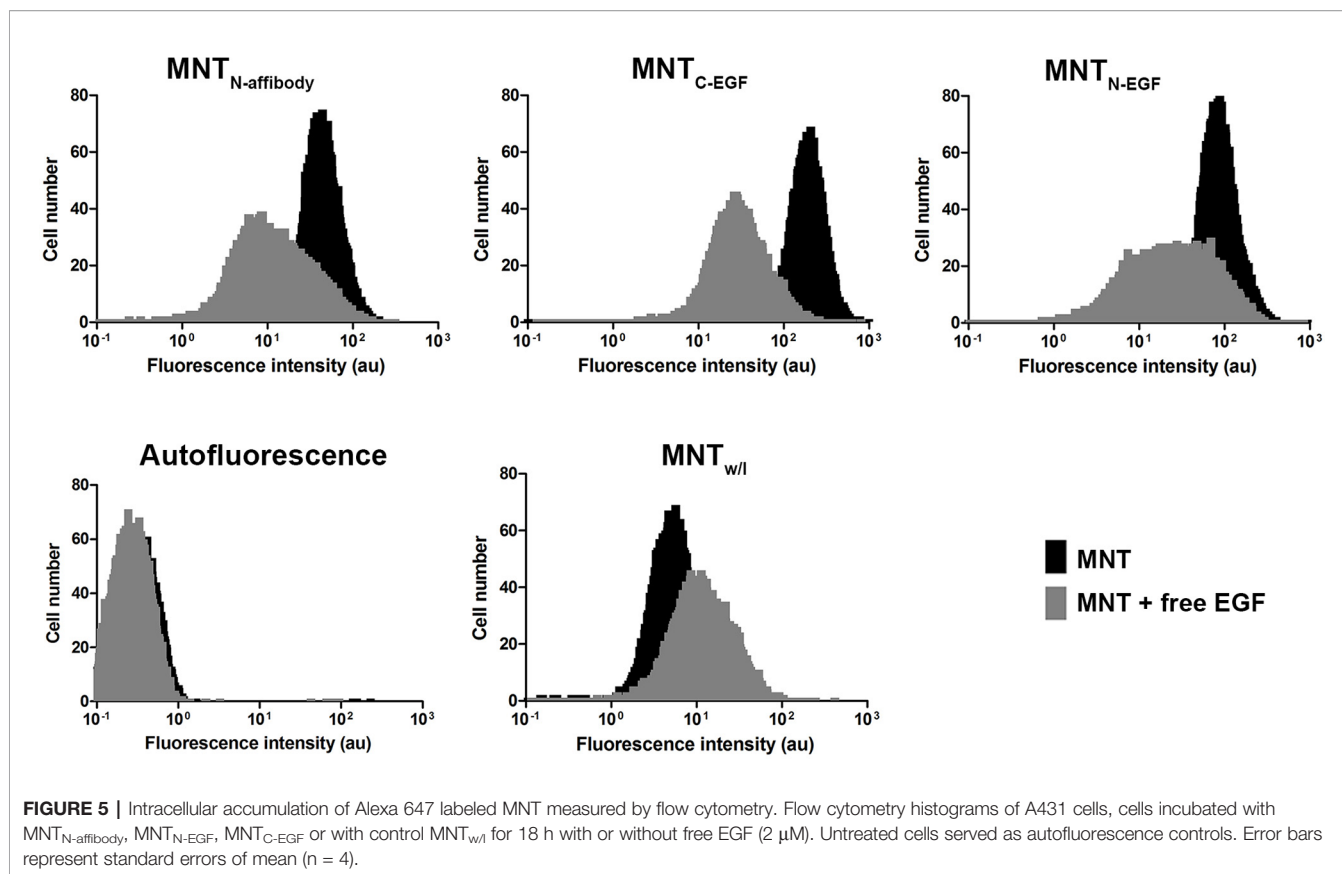 MNT N-affibody
80
60
40
20
0
Cell number
10-1 100 101 102 103
Fluorescence intensity (au)
MNT C-EGF
80
60
40
20
0
Cell number
10-1 100 101 102 103
Fluorescence intensity (au)
MNT N-EGF
80
60
40
20
0
Cell number
10-1 100 101 102 103
Fluorescence intensity (au)
Autofluorescence
80
60
40
20
0
Cell number
10-1 100 101 102 103
Fluorescence intensity (au)
MNT w/l
80
60
40
20
0
Cell number
10-1 100 101 102 103
Fluorescence intensity (au)
MNT
MNT + free EGF
FIGURE 5 | Intracellular accumulation of Alexa 647 labeled MNT measured by flow cytometry. Flow cytometry histograms of A431 cells, cells incubated with
MNTN-affibody, MNTN-EGF, MNTC-EGF or with control MNTw/l for 18 h with or without free EGF (2 μM). Untreated cells served as autofluorescence controls. Error bars
represent standard errors of mean (n = 4).